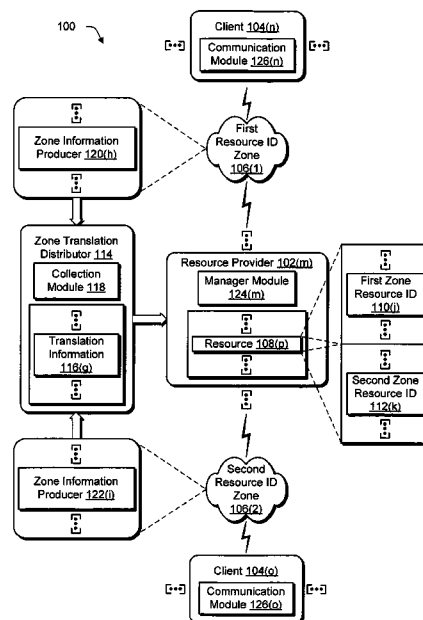 100
Client 104(n)
Communication
Module 126(n)
Zone Information
Producer 120(h)
First
Resource ID
Zone
106(1)
Zone Translation
Distributor 114
Collection
Module 118
Translation
Information
116(g)
Resource Provider 102(m)
Manager Module
124(m)
Resource 108(p)
First Zone
Resource ID
110(j)
Second Zone
Resource ID
112(k)
Zone Information
Producer 122(i)
Second
Resource ID
Zone
106(2)
Client 104(o)
Communication
Module 126(o)